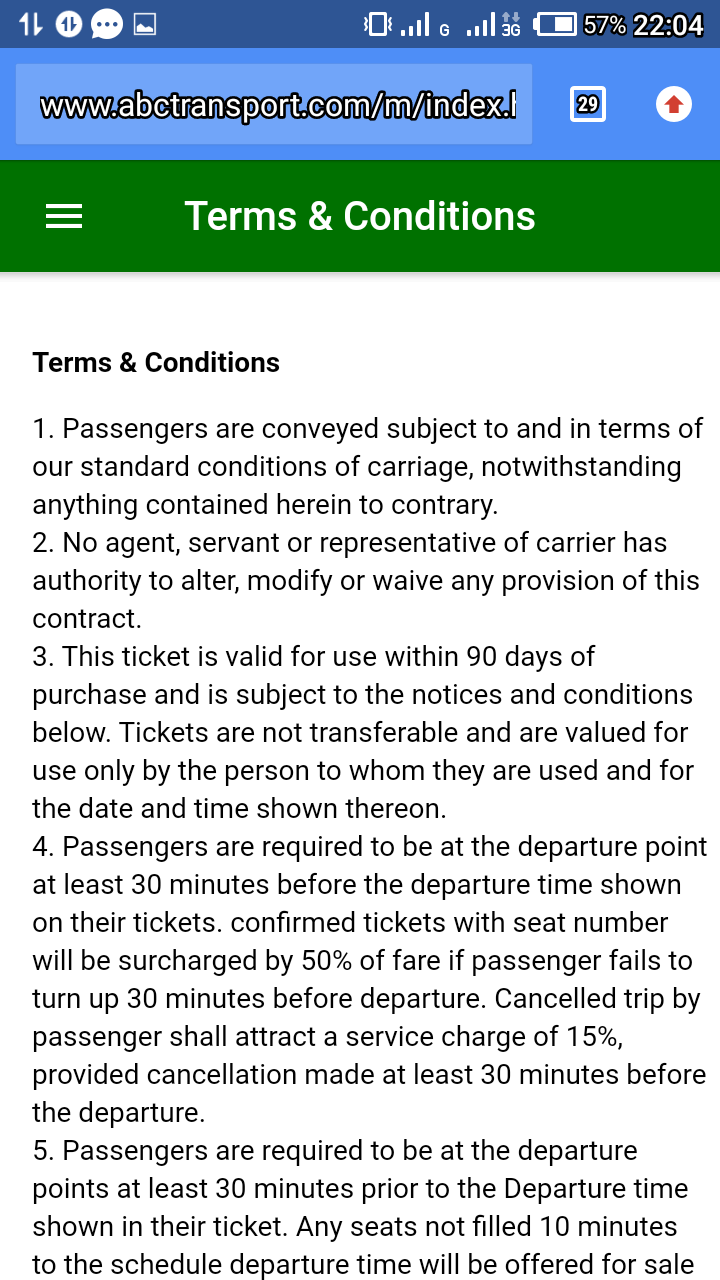 G 3G 57% 22:04
www.abctransport.com/m/index.
29
Terms & Conditions
Terms & Conditions
1. Passengers are conveyed subject to and in terms of
our standard conditions of carriage, notwithstanding
anything contained herein to contrary.
2. No agent, servant or representative of carrier has
authority to alter, modify or waive any provision of this
contract.
3. This ticket is valid for use within 90 days of
purchase and is subject to the notices and conditions
below. Tickets are not transferable and are valued for
use only by the person to whom they are used and for
the date and time shown thereon.
4. Passengers are required to be at the departure point
at least 30 minutes before the departure time shown
on their tickets. confirmed tickets with seat number
will be surcharged by 50% of fare if passenger fails to
turn up 30 minutes before departure. Cancelled trip by
passenger shall attract a service charge of 15%,
provided cancellation made at least 30 minutes before
the departure.
5. Passengers are required to be at the departure
points at least 30 minutes prior to the Departure time
shown in their ticket. Any seats not filled 10 minutes
to the schedule departure time will be offered for sale